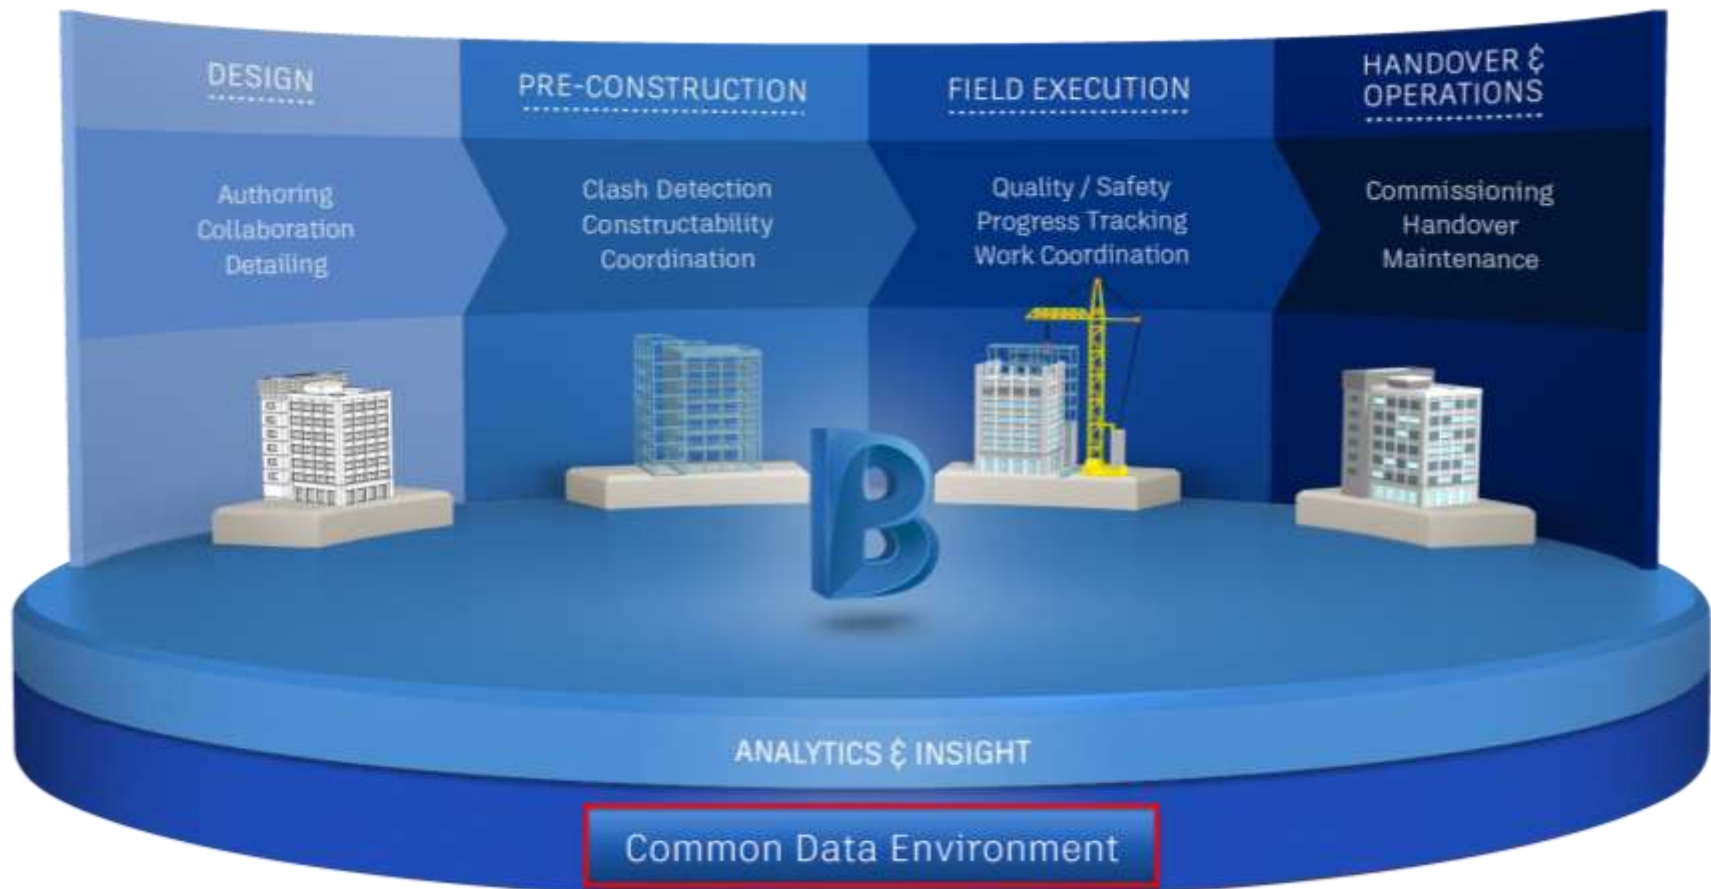 DESIGN
Authoring
Collaboration
Detailing
PRE-CONSTRUCTION
Clash Detection
Constructability
Coordination
FIELD EXECUTION
Quality / Safety
Progress Tracking
Work Coordination
HANDOVER &
OPERATIONS
Commissioning
Handover
Maintenance
B
ANALYTICS & INSIGHT
Common Data Environment